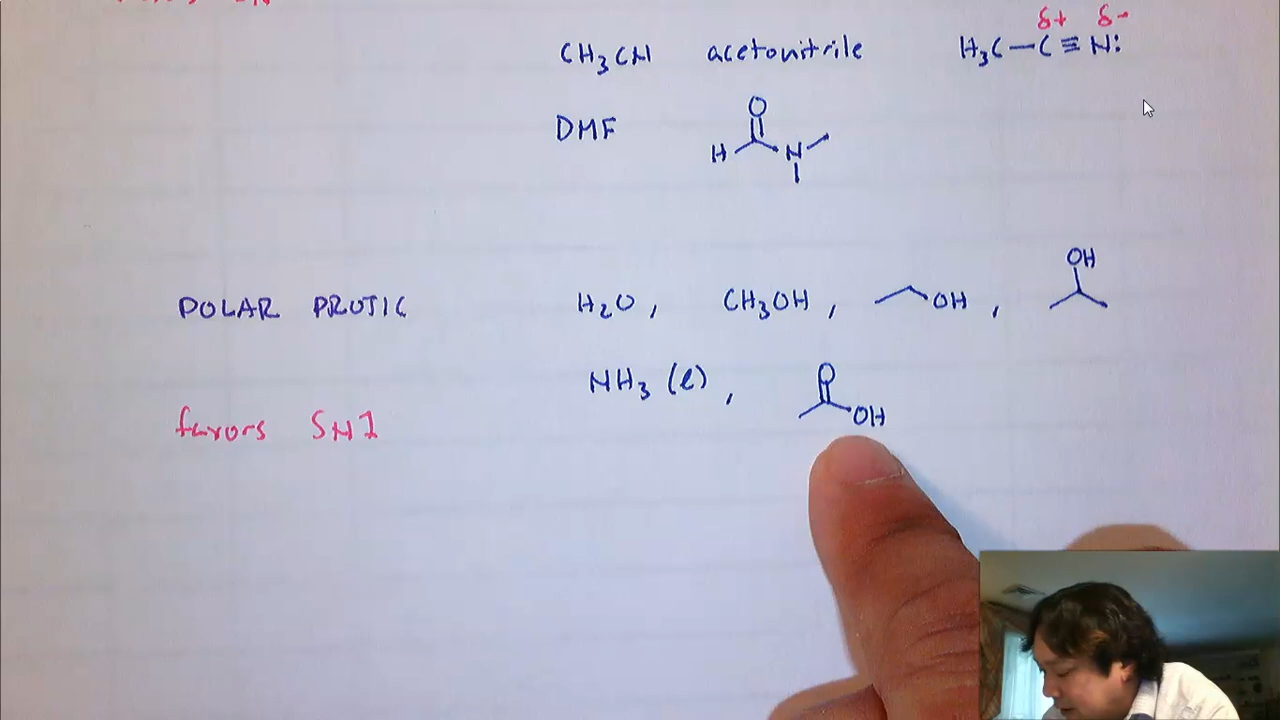 CH3CN acetonitrile H3C—C≡N: δ+ δ-
DMF O H N
POLAR PROTIC H2O, CH3OH, OH, OH
NH3 (l), O OH
favors SN1